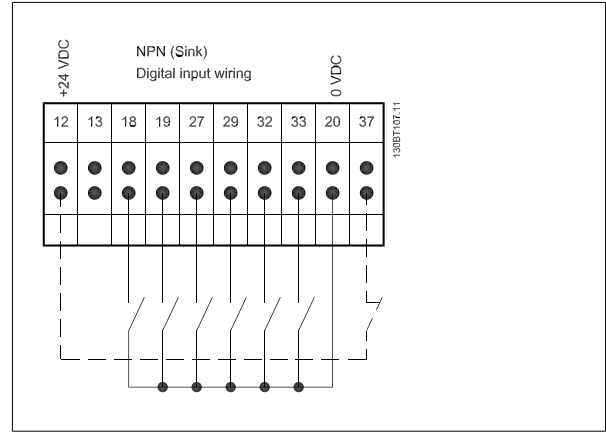 +24 VDC
NPN (Sink)
Digital input wiring
0 VDC
12 13 18 19 27 29 32 33 20 37
130BT107.11